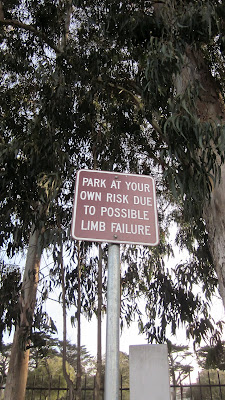 PARK AT YOUR
OWN RISK DUE
TO POSSIBLE
LIMB FAILURE